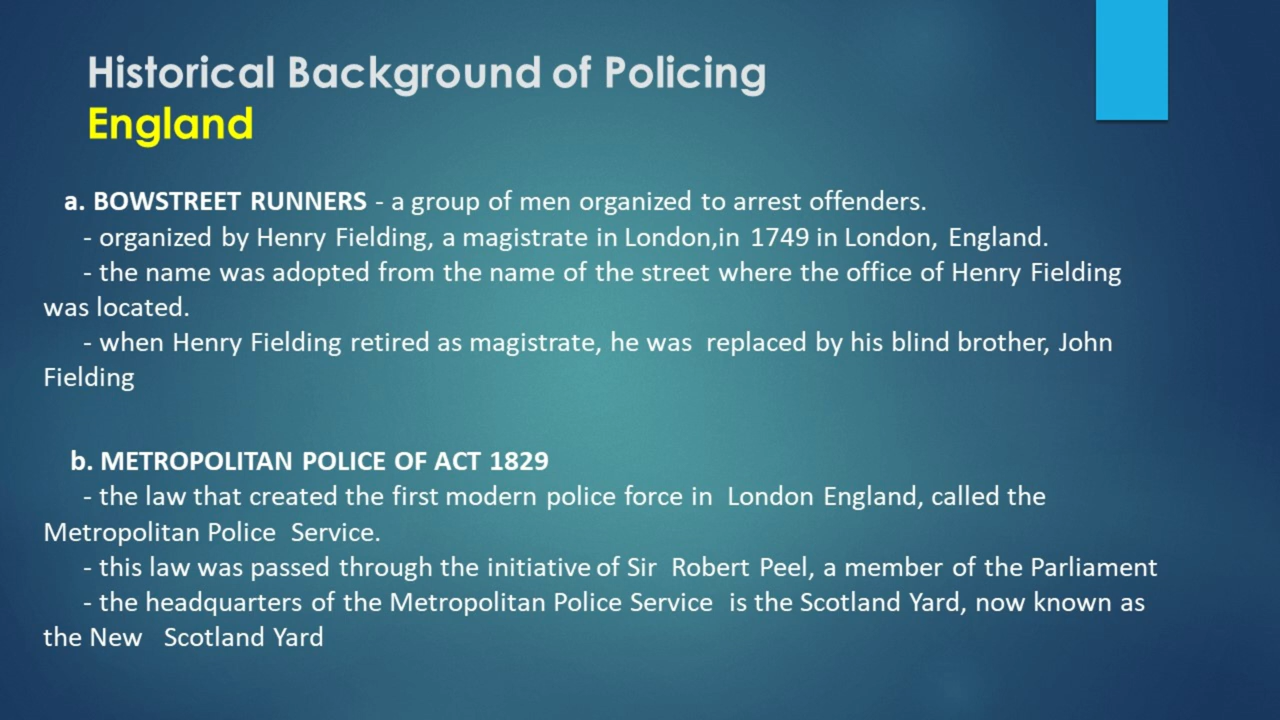 Historical Background of Policing
England
a. BOWSTREET RUNNERS - a group of men organized to arrest offenders.
- organized by Henry Fielding, a magistrate in London,in 1749 in London, England.
- the name was adopted from the name of the street where the office of Henry Fielding
was located.
- when Henry Fielding retired as magistrate, he was replaced by his blind brother, John
Fielding
b. METROPOLITAN POLICE OF ACT 1829
- the law that created the first modern police force in London England, called the
Metropolitan Police Service.
- this law was passed through the initiative of Sir Robert Peel, a member of the Parliament
- the headquarters of the Metropolitan Police Service is the Scotland Yard, now known as
the New Scotland Yard